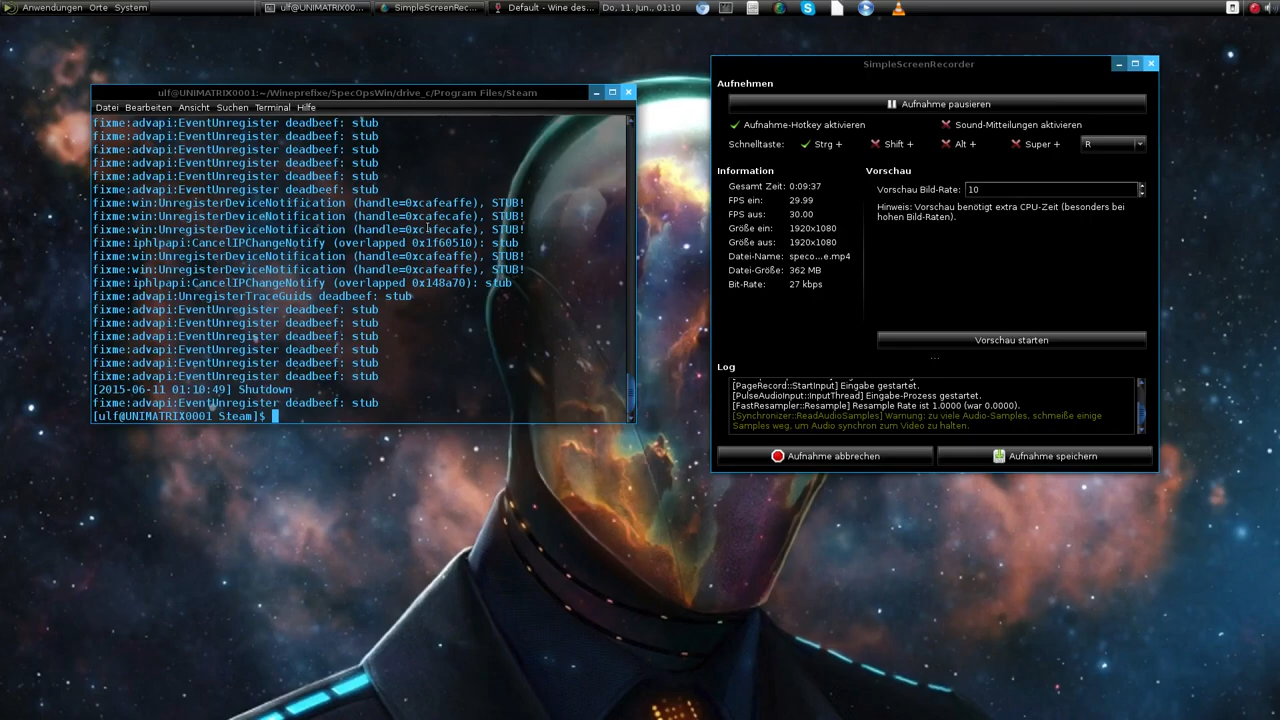 Anwendungen Orte System
ulf@UNIMATRIX00...
SimpleScreenRec...
Default - Wine des...
Do, 11. Jun., 01:10
ulf@UNIMATRIX0001:~/Wineprefixe/SpecOpsWin/drive_c/Program Files/Steam
Datei Bearbeiten Ansicht Suchen Terminal Hilfe
fixme:advapi:EventUnregister deadbeef: stub
fixme:advapi:EventUnregister deadbeef: stub
fixme:advapi:EventUnregister deadbeef: stub
fixme:advapi:EventUnregister deadbeef: stub
fixme:advapi:EventUnregister deadbeef: stub
fixme:advapi:EventUnregister deadbeef: stub
fixme:win:UnregisterDeviceNotification (handle=0xcafeaffe), STUB!
fixme:win:UnregisterDeviceNotification (handle=0xcafeaffe), STUB!
fixme:win:UnregisterDeviceNotification (handle=0xcafecafe), STUB!
fixme:iphlpapi:CancelIPChangeNotify (overlapped 0x1f60510): stub
fixme:win:UnregisterDeviceNotification (handle=0xcafeaffe), STUB!
fixme:win:UnregisterDeviceNotification (handle=0xcafeaffe), STUB!
fixme:iphlpapi:CancelIPChangeNotify (overlapped 0x148a70): stub
fixme:advapi:UnregisterTraceGuids deadbeef: stub
fixme:advapi:EventUnregister deadbeef: stub
fixme:advapi:EventUnregister deadbeef: stub
fixme:advapi:EventUnregister deadbeef: stub
fixme:advapi:EventUnregister deadbeef: stub
fixme:advapi:EventUnregister deadbeef: stub
fixme:advapi:EventUnregister deadbeef: stub
[2015-06-11 01:10:49] Shutdown
fixme:advapi:EventUnregister deadbeef: stub
[ulf@UNIMATRIX0001 Steam]$
SimpleScreenRecorder
Aufnehmen
Aufnahme pausieren
Aufnahme-Hotkey aktivieren
Sound-Mitteilungen aktivieren
Schnelltaste: Strg + Shift + Alt + Super + R
Information
Gesamt Zeit: 0:09:37
FPS ein: 29.99
FPS aus: 30.00
Größe ein: 1920x1080
Größe aus: 1920x1080
Datei-Name: speco...e.mp4
Datei-Größe: 362 MB
Bit-Rate: 27 kbps
Vorschau
Vorschau Bild-Rate: 10
Hinweis: Vorschau benötigt extra CPU-Zeit (besonders bei
hohen Bild-Raten).
Vorschau starten
...
Log
[PageRecord::StartInput] Eingabe gestartet.
[PulseAudioInput::InputThread] Eingabe-Prozess gestartet.
[FastResampler::Resample] Resample Rate ist 1.0000 (war 0.0000).
[Synchronizer::ReadAudioSamples] Warnung: zu viele Audio-Samples. schmeiße einige
Samples weg, um Audio synchron zum Video zu halten.
Aufnahme abbrechen
Aufnahme speichern